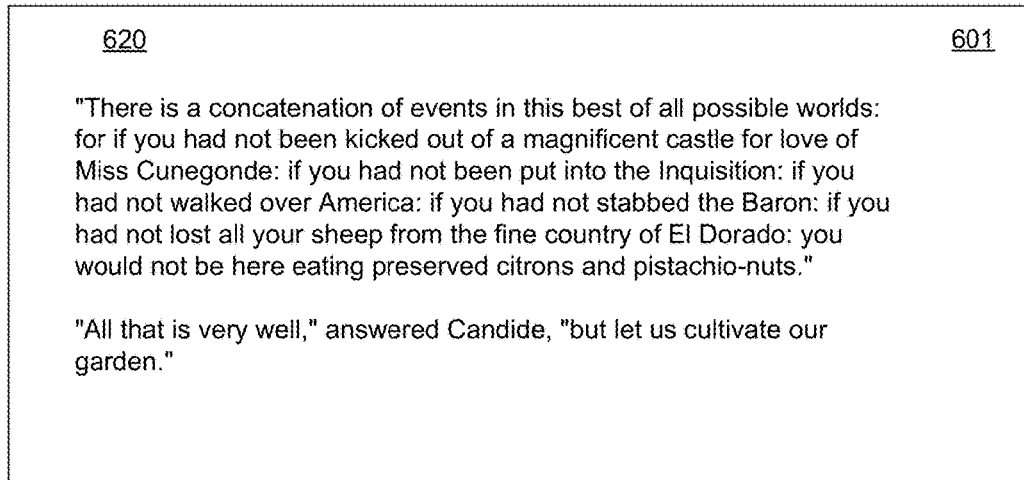 620 601
"There is a concatenation of events in this best of all possible worlds:
for if you had not been kicked out of a magnificent castle for love of
Miss Cunegonde: if you had not been put into the Inquisition: if you
had not walked over America: if you had not stabbed the Baron: if you
had not lost all your sheep from the fine country of El Dorado: you
would not be here eating preserved citrons and pistachio-nuts."
"All that is very well," answered Candide, "but let us cultivate our
garden."